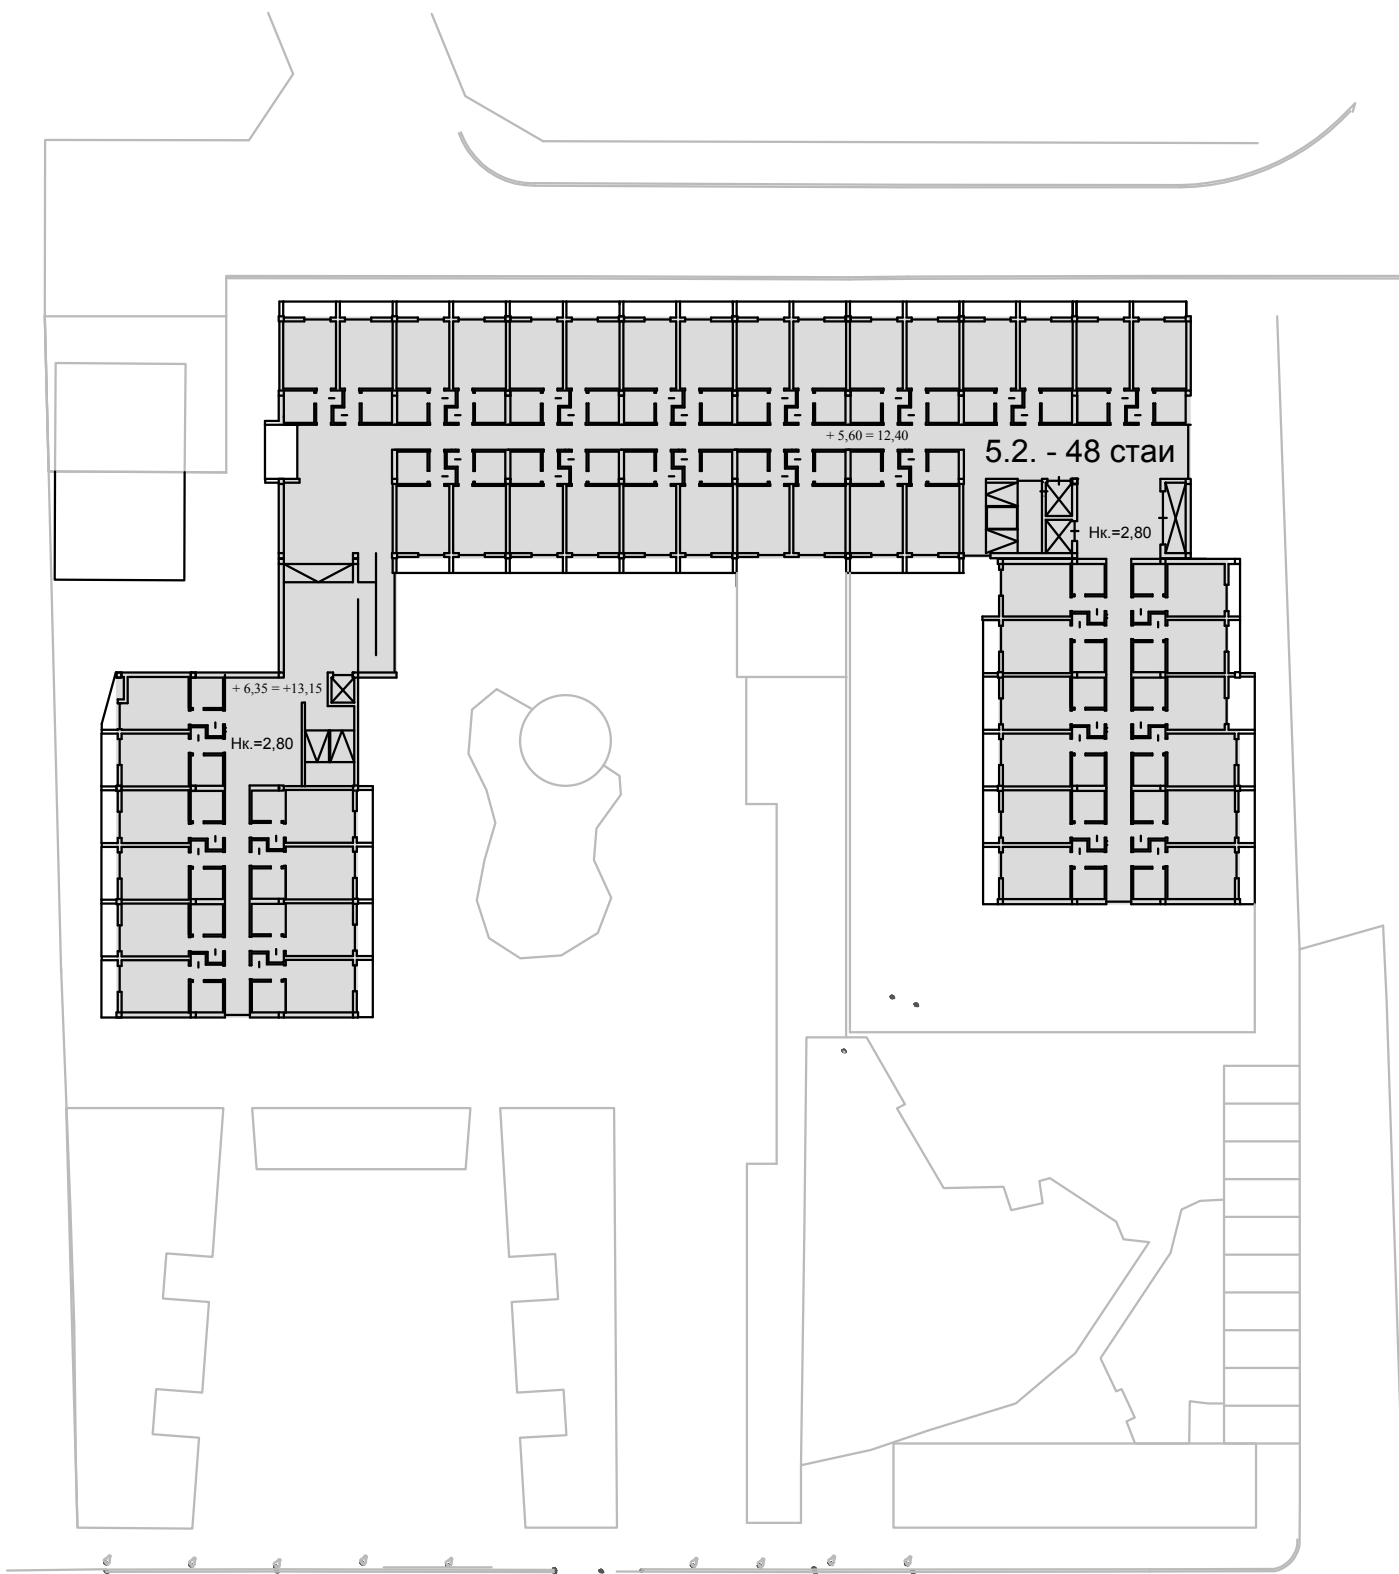 + 5,60 = 12,40
5.2. - 48 стаи
Нк.=2,80
+ 6,35 = +13,15
Нк.=2,80